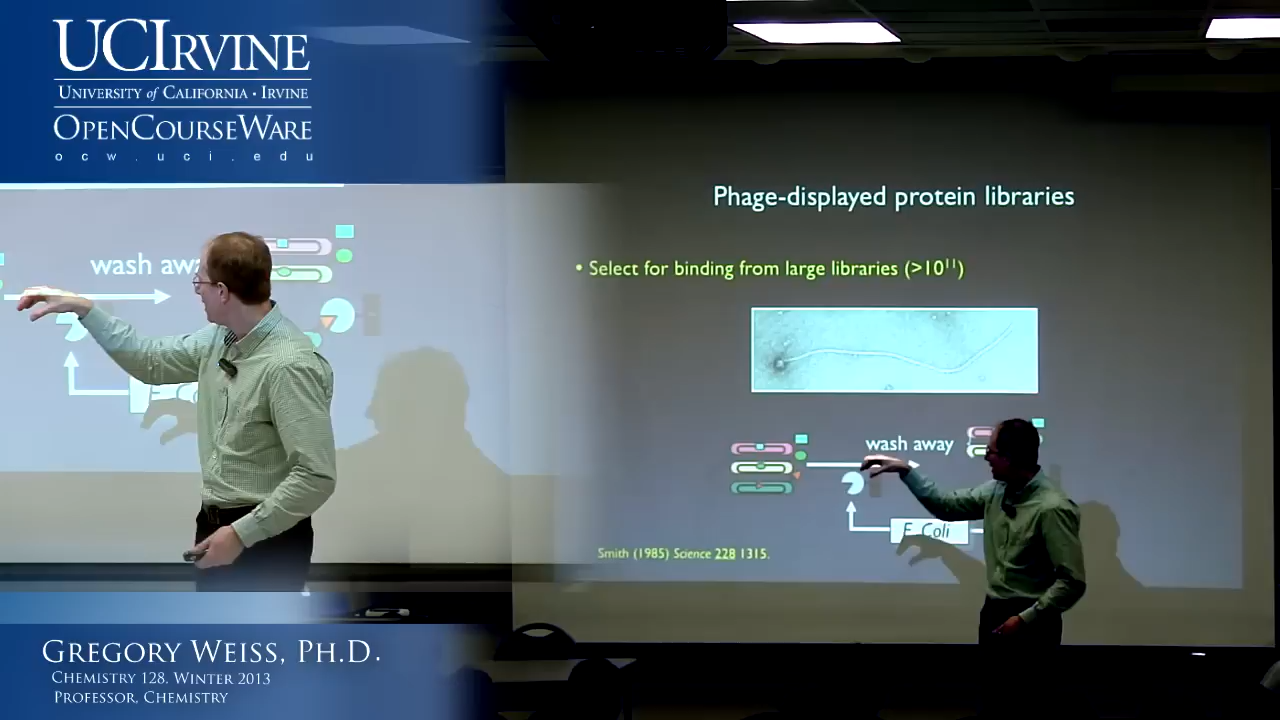 UCIRVINE
UNIVERSITY of CALIFORNIA • IRVINE
OPENCOURSEWARE
ocw.uci.edu
wash
Phage-displayed protein libraries
• Select for binding from large libraries (>10¹¹)
wash away
E. Coli
Smith (1985) Science 228 1315.
GREGORY WEISS, PH.D.
CHEMISTRY 128. WINTER 2013
PROFESSOR, CHEMISTRY